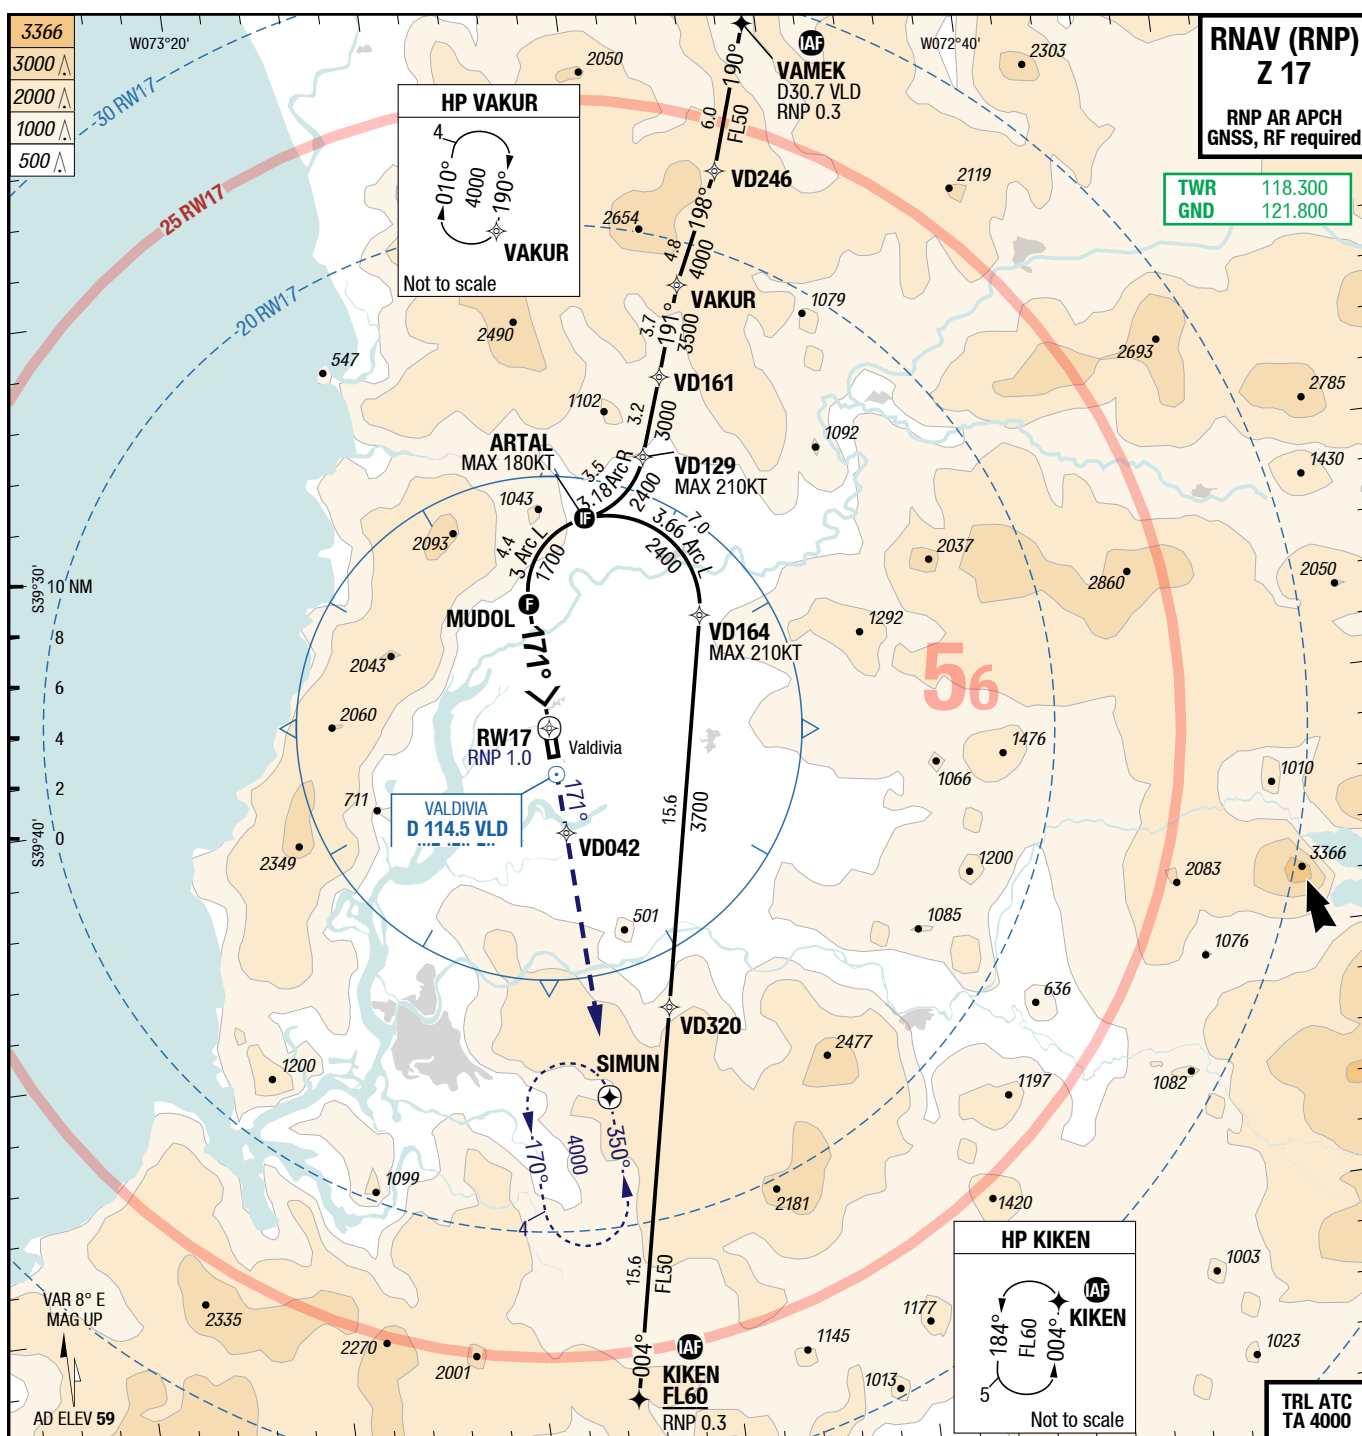 3366
3000
2000
1000
500
W073°20'
W072°40'
RNAV (RNP)
Z 17
RNP AR APCH
GNSS, RF required
TWR 118.300
GND 121.800
30 RW17
25 RW17
20 RW17
HP VAKUR
4
010°
4000
190°
VAKUR
Not to scale
IAF
VAMEK
D30.7 VLD
RNP 0.3
190°
6.0
FL50
VD246
198°
4.8
4000
VAKUR
3.7
191°
3500
VD161
3.2
3000
VD129
MAX 210KT
ARTAL
MAX 180KT
IF
3.5
3.18 Arc R
2400
7.0
3.66 Arc L
2400
4.4
3 Arc L
1700
F
MUDOL
171°
VD164
MAX 210KT
RW17
RNP 1.0
Valdivia
VALDIVIA
D 114.5 VLD
171°
VD042
15.6
3700
VD320
SIMUN
170°
4000
350°
4
15.6
FL50
004°
IAF
KIKEN
FL60
RNP 0.3
HP KIKEN
184°
FL60
004°
IAF
KIKEN
5
Not to scale
56
2050
2303
2119
2654
2490
547
1079
2693
2785
1102
1092
1430
1043
2093
2037
2860
2050
1292
2043
2060
1476
1066
1010
711
2349
1200
2083
3366
501
1085
1076
636
2477
1200
1197
1082
1099
2181
1420
1003
2335
2270
2001
1177
1145
1013
1023
S39°30'
10 NM
8
6
4
2
0
S39°40'
VAR 8° E
MAG UP
AD ELEV 59
TRL ATC
TA 4000